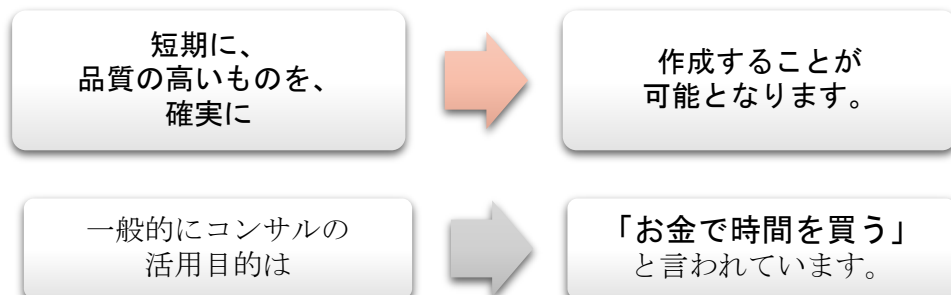 短期に、
品質の高いものを、
確実に
作成することが
可能となります。
一般的にコンサルの
活用目的は
「お金で時間を買う」
と言われています。